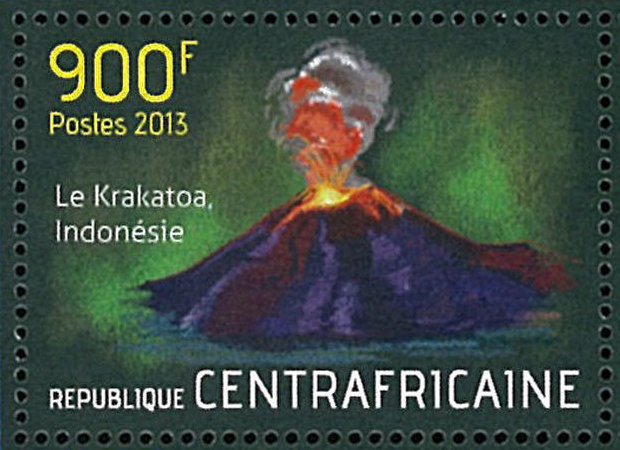 900F
Postes 2013
Le Krakatoa,
Indonésie
REPUBLIQUE CENTRAFRICAINE